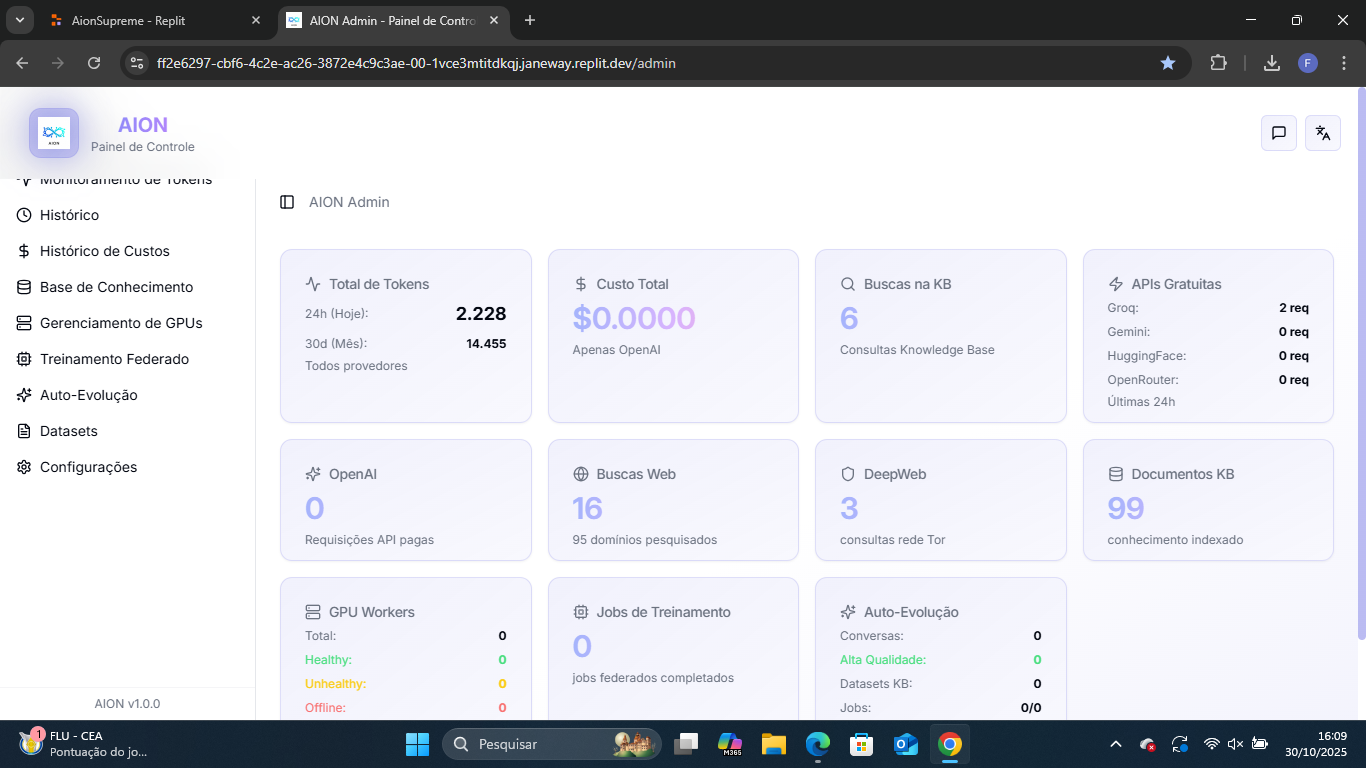 AionSupreme - Replit
AION Admin - Painel de Contro
ff2e6297-cbf6-4c2e-ac26-3872e4c9c3ae-00-1vce3mtitdkqj.janeway.replit.dev/admin
F
AION
AION
Painel de Controle
Monitoramento de Tokens
Histórico
Histórico de Custos
Base de Conhecimento
Gerenciamento de GPUs
Treinamento Federado
Auto-Evolução
Datasets
Configurações
AION v1.0.0
AION Admin
Total de Tokens
24h (Hoje): 2.228
30d (Mês): 14.455
Todos provedores
Custo Total
$0.0000
Apenas OpenAI
Buscas na KB
6
Consultas Knowledge Base
APIs Gratuitas
Groq: 2 req
Gemini: 0 req
HuggingFace: 0 req
OpenRouter: 0 req
Últimas 24h
OpenAI
0
Requisições API pagas
Buscas Web
16
95 domínios pesquisados
DeepWeb
3
consultas rede Tor
Documentos KB
99
conhecimento indexado
GPU Workers
Total: 0
Healthy: 0
Unhealthy: 0
Offline: 0
Jobs de Treinamento
0
jobs federados completados
Auto-Evolução
Conversas: 0
Alta Qualidade: 0
Datasets KB: 0
Jobs: 0/0
1
FLU - CEA
Pontuação do jo...
Pesquisar
M365
16:09
30/10/2025